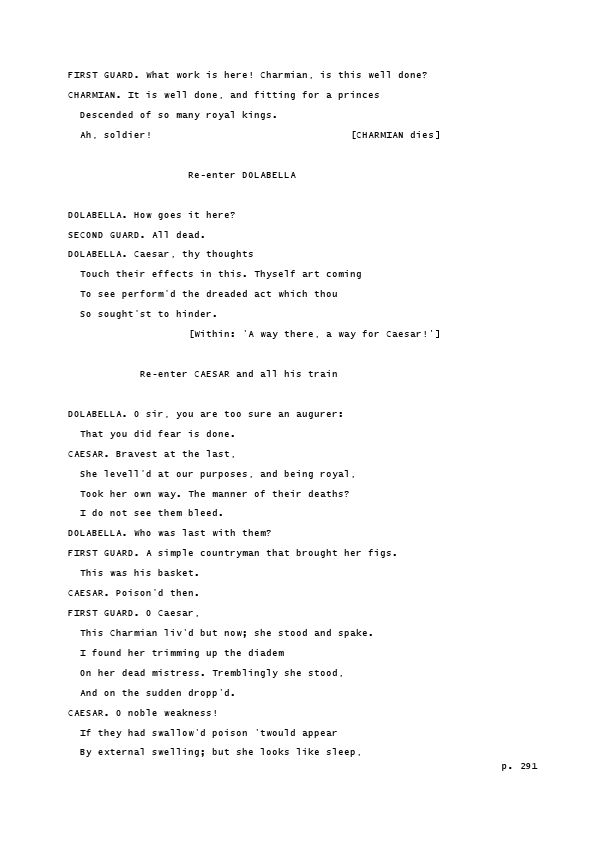 FIRST GUARD. What work is here! Charmian, is this well done?
CHARMIAN. It is well done, and fitting for a princes
Descended of so many royal kings.
Ah, soldier! [CHARMIAN dies]
Re-enter DOLABELLA
DOLABELLA. How goes it here?
SECOND GUARD. All dead.
DOLABELLA. Caesar, thy thoughts
Touch their effects in this. Thyself art coming
To see perform'd the dreaded act which thou
So sought'st to hinder.
[Within: 'A way there, a way for Caesar!']
Re-enter CAESAR and all his train
DOLABELLA. O sir, you are too sure an augurer:
That you did fear is done.
CAESAR. Bravest at the last,
She levell'd at our purposes, and being royal,
Took her own way. The manner of their deaths?
I do not see them bleed.
DOLABELLA. Who was last with them?
FIRST GUARD. A simple countryman that brought her figs.
This was his basket.
CAESAR. Poison'd then.
FIRST GUARD. O Caesar,
This Charmian liv'd but now; she stood and spake.
I found her trimming up the diadem
On her dead mistress. Tremblingly she stood,
And on the sudden dropp'd.
CAESAR. O noble weakness!
If they had swallow'd poison 'twould appear
By external swelling; but she looks like sleep,
p. 291